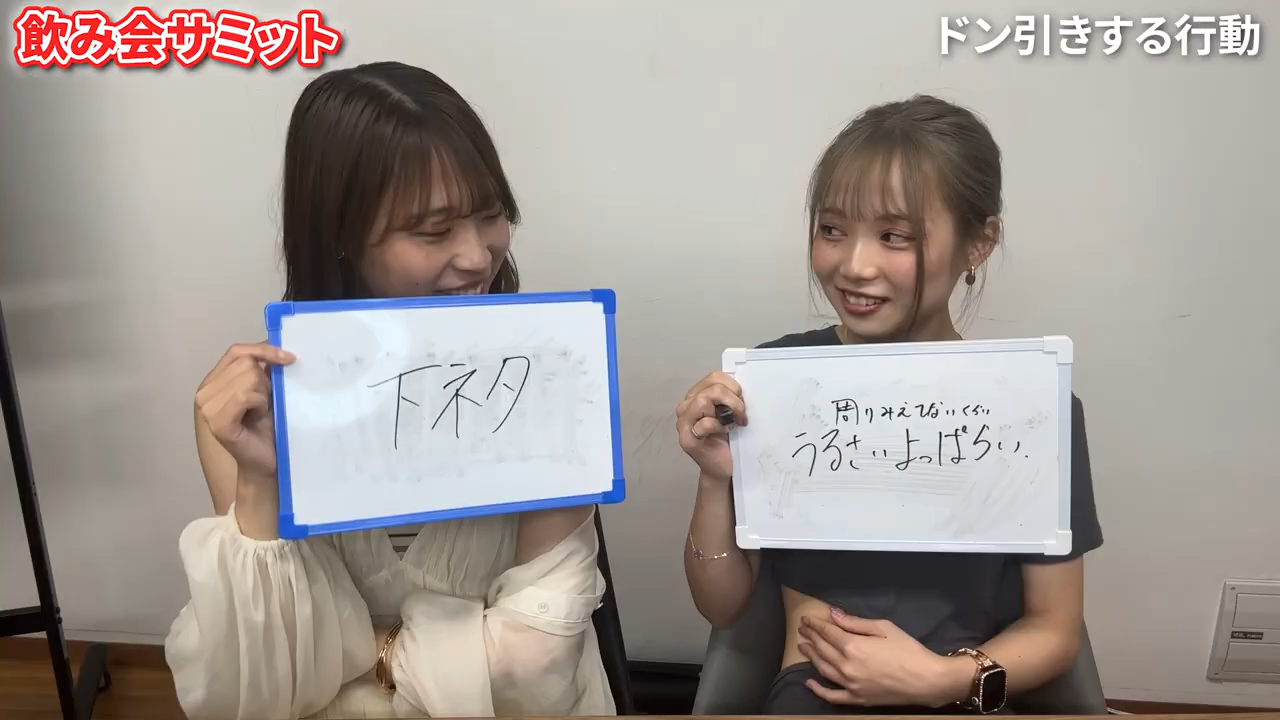 飲み会サミット
ドン引きする行動
下ネタ
周りみえてないくらい
うるさいよっぱらい.